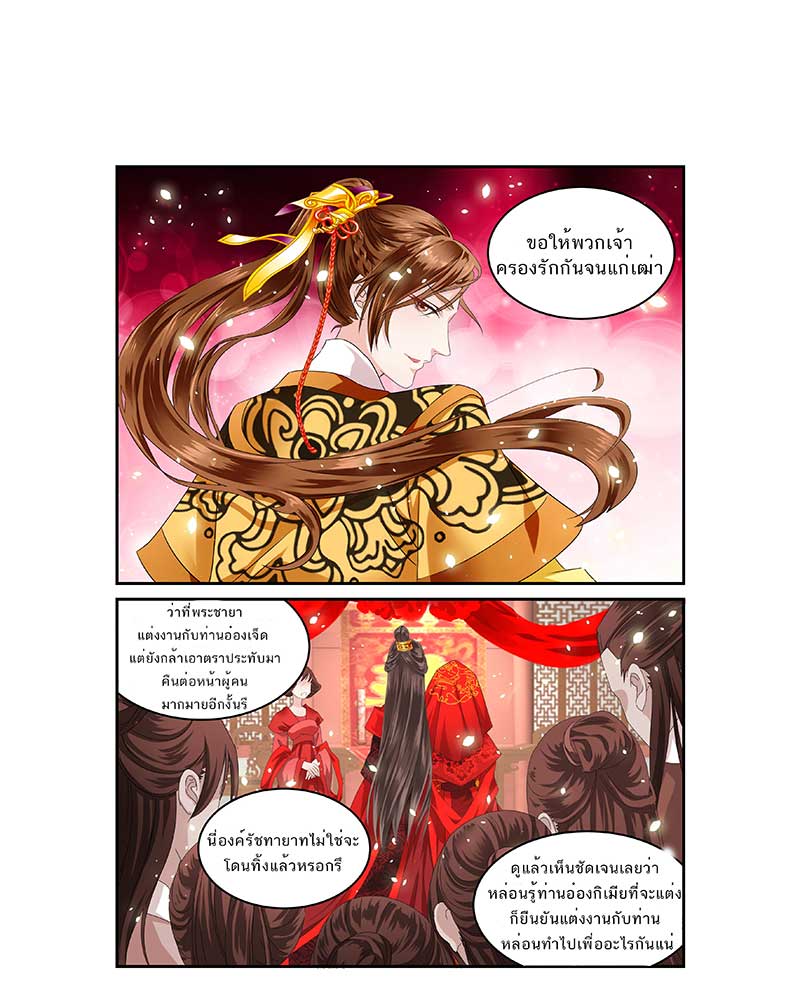 ขอให้พวกเจ้า
ครองรักกันจนแก่เฒ่า
ว่าที่พระชายา
แต่งงานกับท่านอ๋องเจ็ด
แต่ยังกล้าเอาตราประทับมา
คืนต่อหน้าผู้คน
มากมายอีกงั้นรึ
นี่องค์รัชทายาทไม่ใช่จะ
โดนทิ้งแล้วหรอกรึ
ดูแล้วเห็นชัดเจนเลยว่า
หล่อนรู้ท่านอ๋องกิเมียที่จะแต่ง
ก็ยืนยันแต่งงานกับท่าน
หล่อนทำไปเพื่ออะไรกันแน่